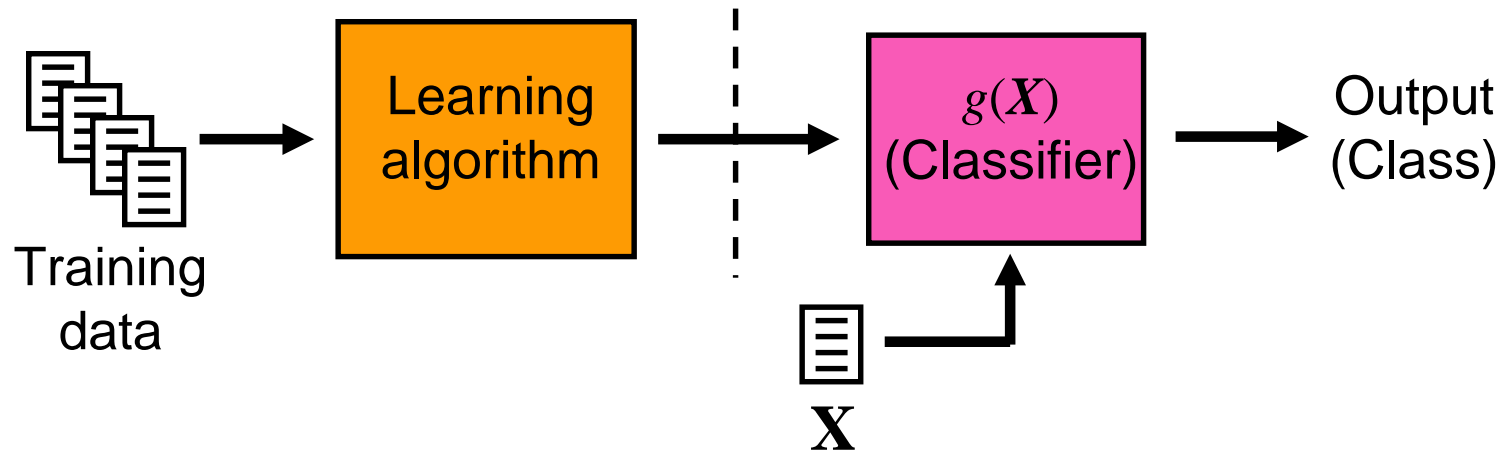 Training
data
Learning
algorithm
g(X)
(Classifier)
X
Output
(Class)